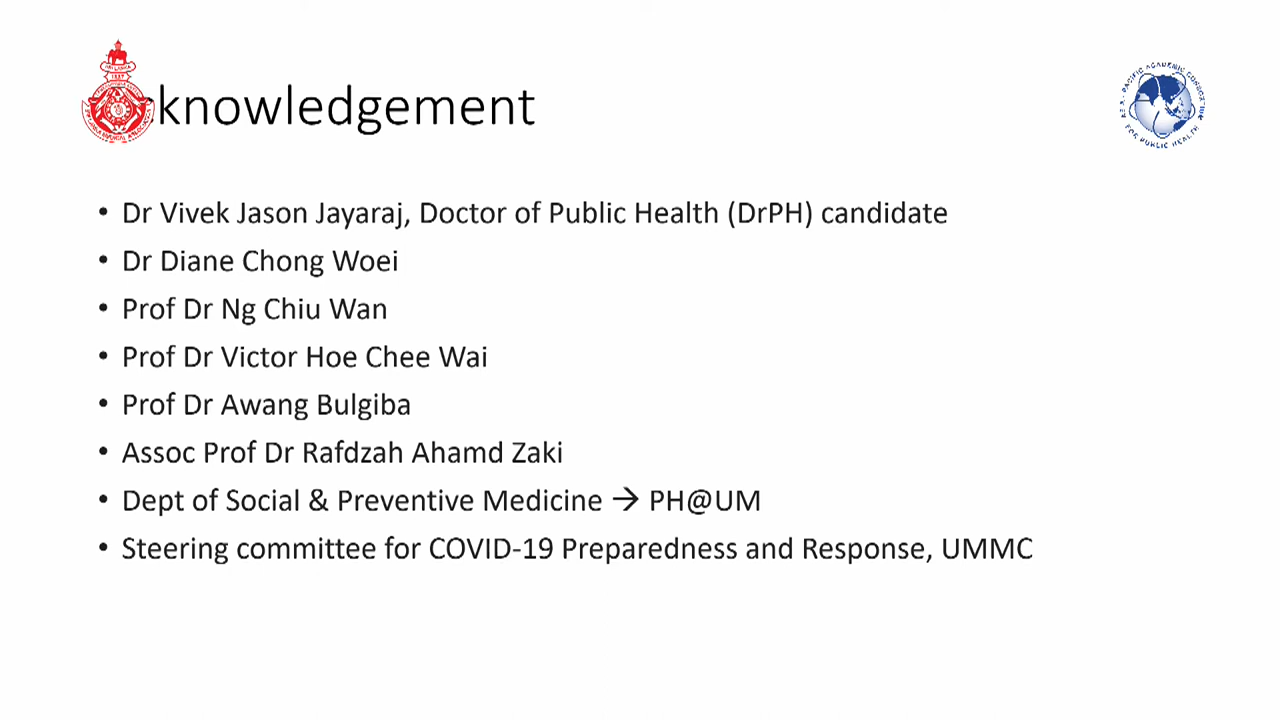 knowledgement
• Dr Vivek Jason Jayaraj, Doctor of Public Health (DrPH) candidate
• Dr Diane Chong Woei
• Prof Dr Ng Chiu Wan
• Prof Dr Victor Hoe Chee Wai
• Prof Dr Awang Bulgiba
• Assoc Prof Dr Rafdzah Ahamd Zaki
• Dept of Social & Preventive Medicine → PH@UM
• Steering committee for COVID-19 Preparedness and Response, UMMC